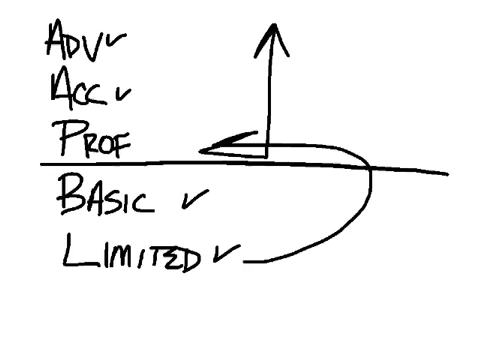 ADV ✓
ACC ✓
PROF
BASIC ✓
LIMITED ✓